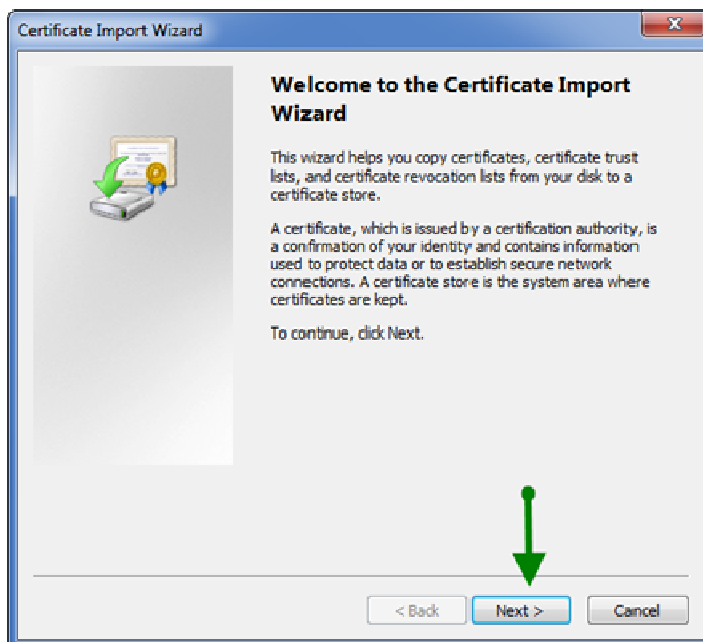 Certificate Import Wizard
Welcome to the Certificate Import
Wizard
This wizard helps you copy certificates, certificate trust
lists, and certificate revocation lists from your disk to a
certificate store.
A certificate, which is issued by a certification authority, is
a confirmation of your identity and contains information
used to protect data or to establish secure network
connections. A certificate store is the system area where
certificates are kept.
To continue, click Next.
< Back Next > Cancel